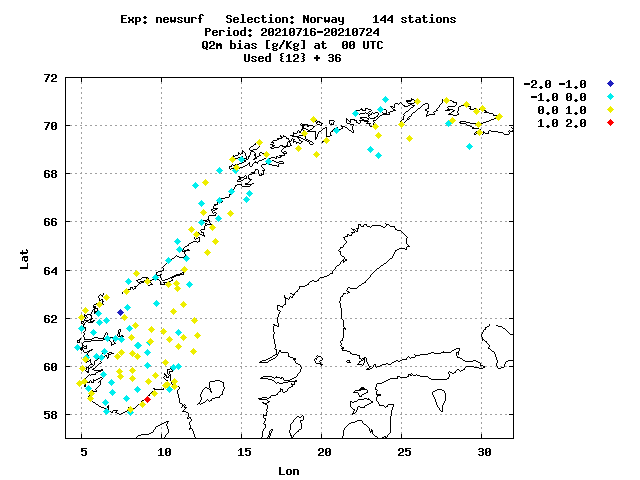 Exp: newsurf   Selection: Norway    144 stations
Period: 20210716-20210724
Q2m bias [g/Kg] at  00 UTC
Used {12} + 36
-2.0 -1.0
-1.0 0.0
0.0 1.0
1.0 2.0
72
70
68
66
64
62
60
58
Lat
5 10 15 20 25 30
Lon